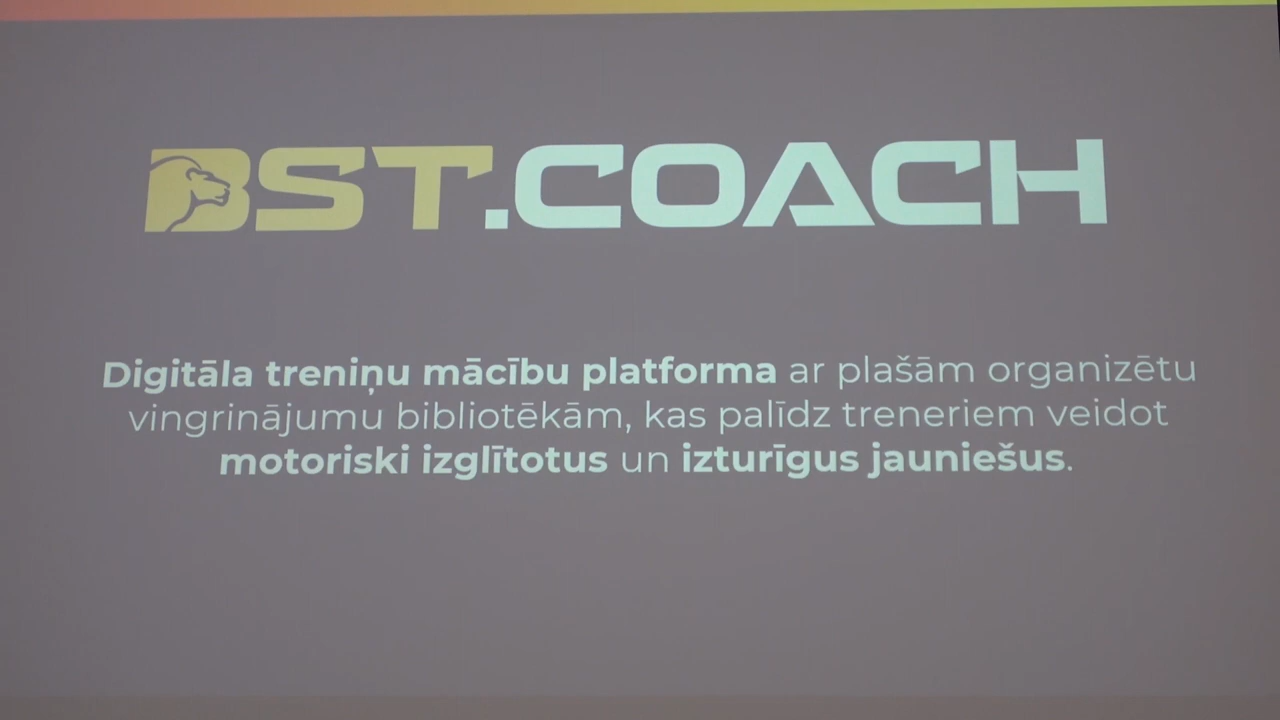 BST.COACH
Digitāla treniņu mācību platforma ar plašām organizētu
vingrinājumu bibliotēkām, kas palīdz treneriem veidot
motoriski izglītotus un izturīgus jauniešus.